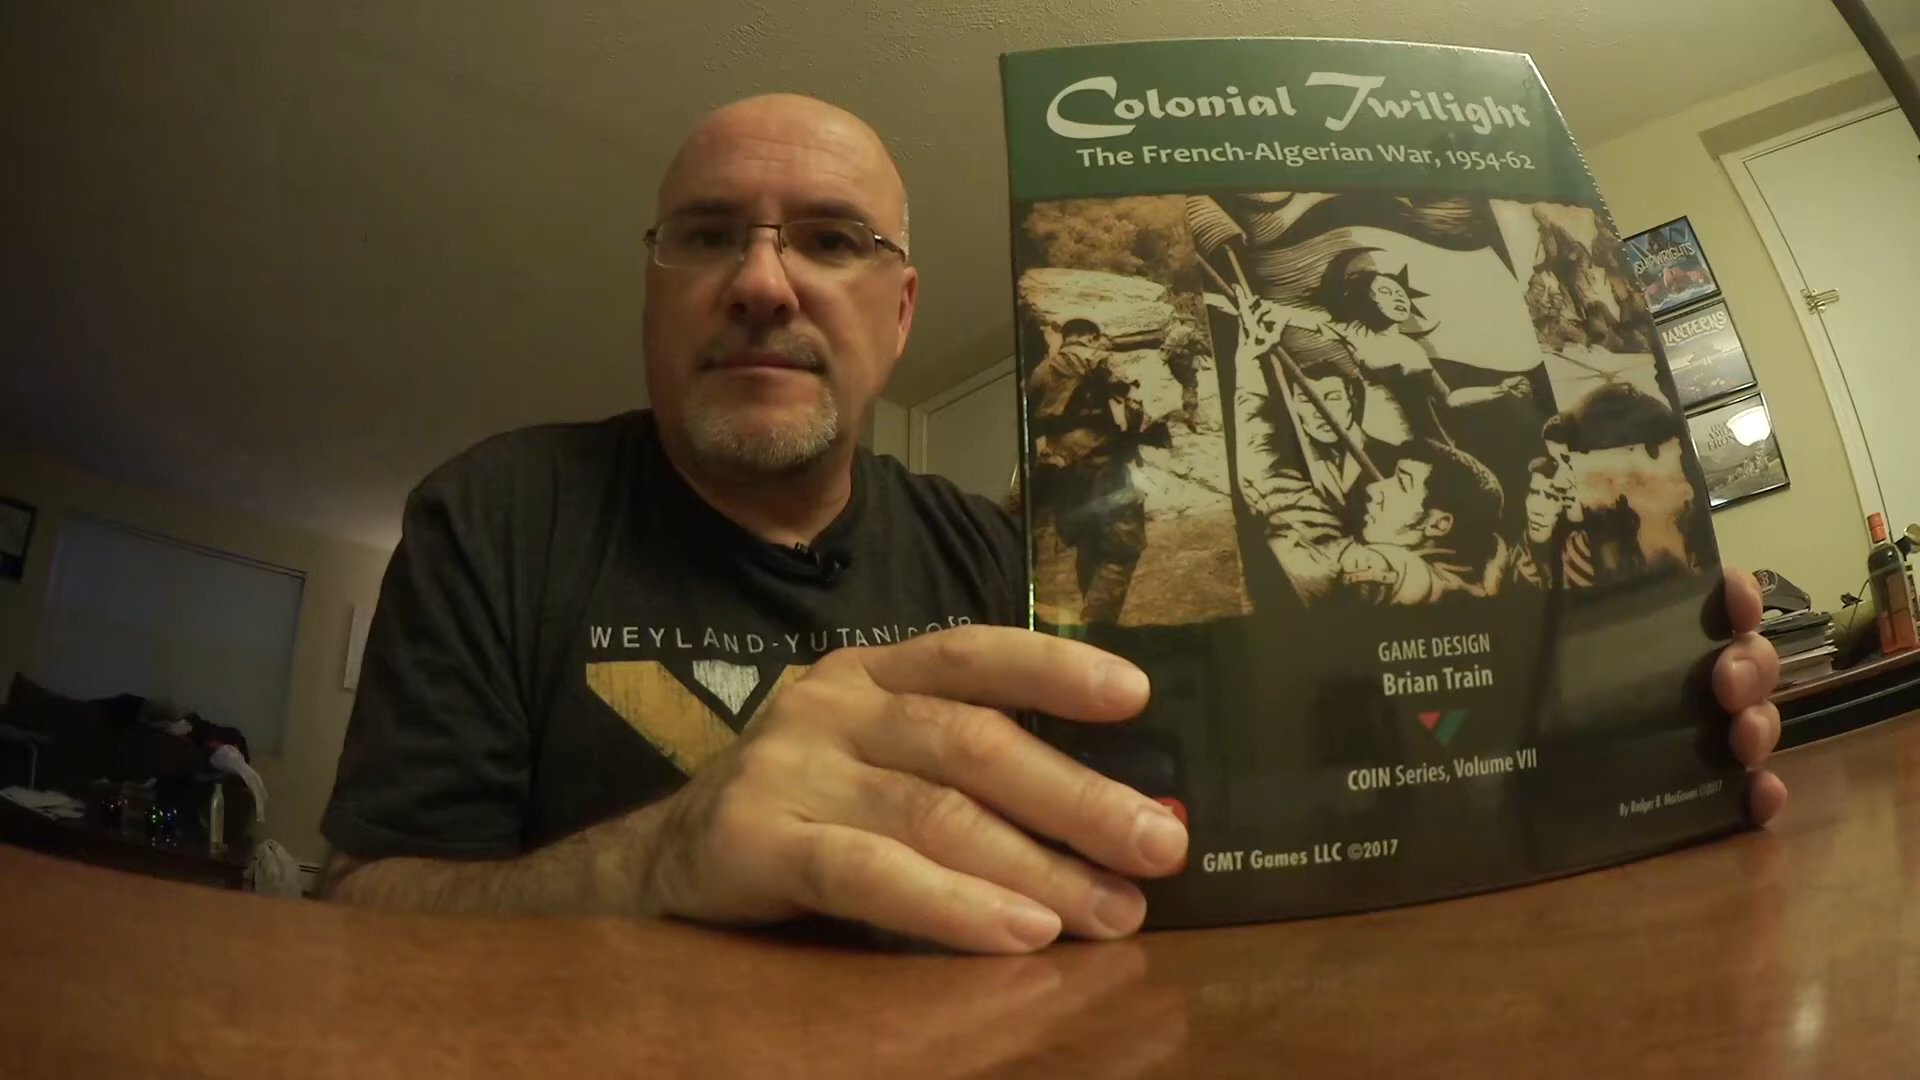 Colonial Twilight
The French-Algerian War, 1954-62
GAME DESIGN
Brian Train
COIN Series, Volume VII
By Rodger B. MacGowan ©2017
GMT Games LLC ©2017
WEYLAND-YUTANI CORP
SHIPWRIGHTS
LANTERNS